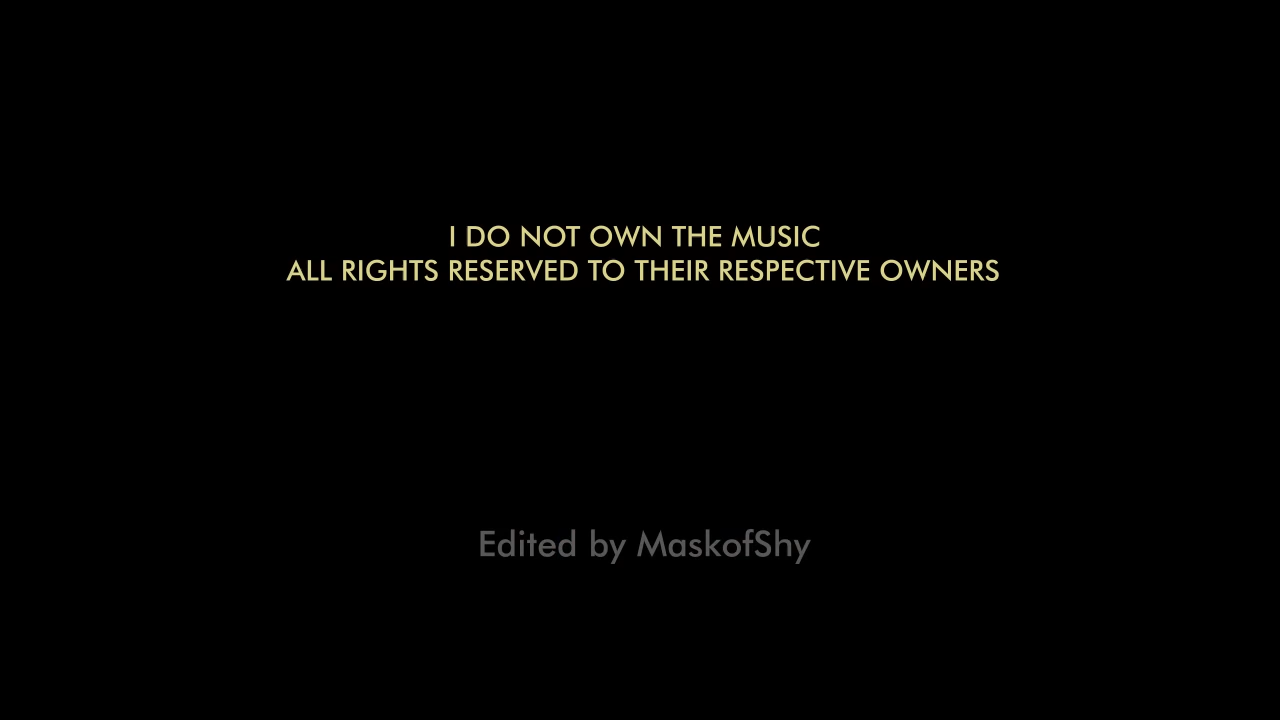 I DO NOT OWN THE MUSIC
ALL RIGHTS RESERVED TO THEIR RESPECTIVE OWNERS
Edited by MaskofShy